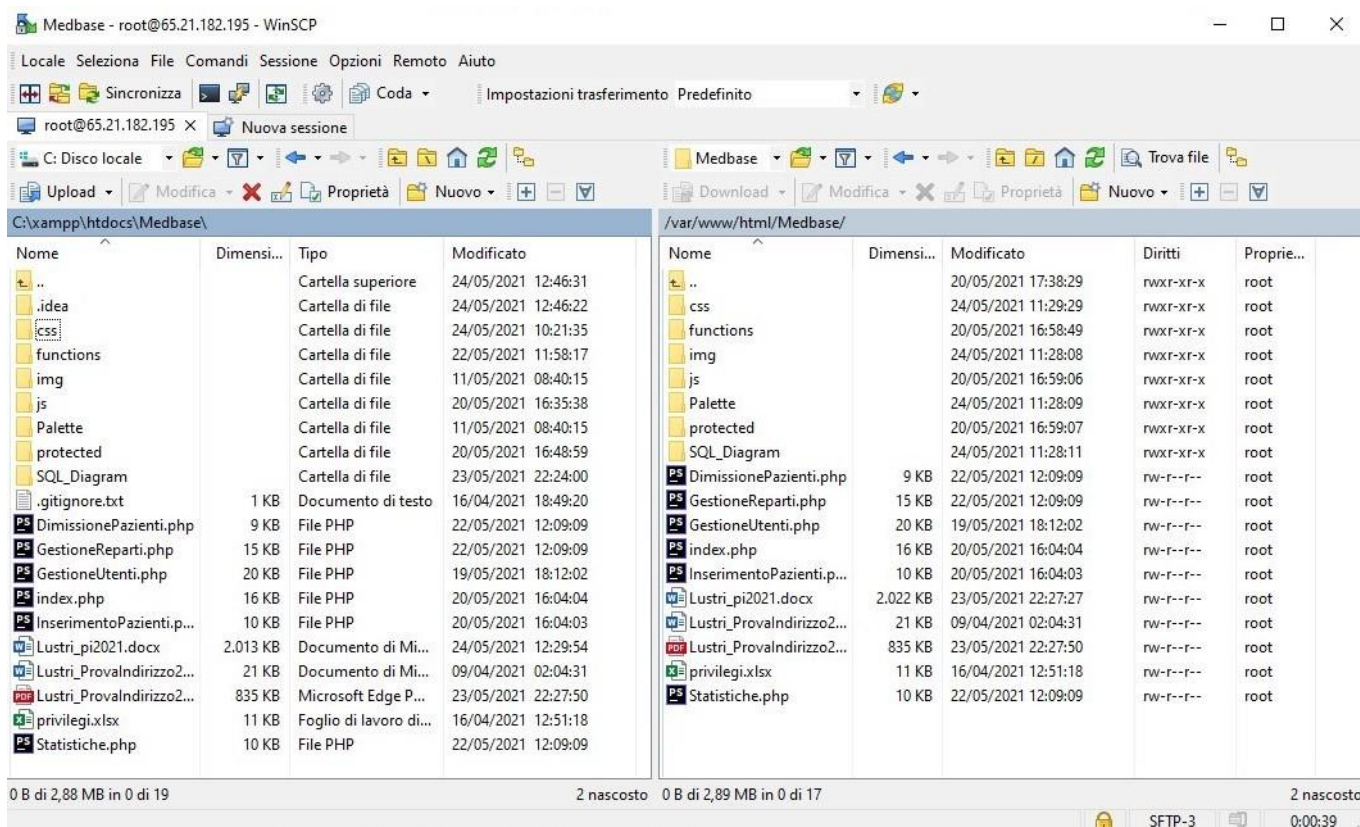 Medbase - root@65.21.182.195 - WinSCP
Locale Seleziona File Comandi Sessione Opzioni Remoto Aiuto
Sincronizza Coda Impostazioni trasferimento Predefinito
root@65.21.182.195 Nuova sessione
C: Disco locale Medbase Trova file
Upload Modifica Proprietà Nuovo Download Modifica Proprietà Nuovo
C:\xampp\htdocs\Medbase\ /var/www/html/Medbase/
Nome Dimensi... Tipo Modificato Nome Dimensi... Modificato Diritti Proprie...
.. Cartella superiore 24/05/2021 12:46:31 .. 20/05/2021 17:38:29 rwxr-xr-x root
.idea Cartella di file 24/05/2021 12:46:22 css 24/05/2021 11:29:29 rwxr-xr-x root
css Cartella di file 24/05/2021 10:21:35 functions 20/05/2021 16:58:49 rwxr-xr-x root
functions Cartella di file 22/05/2021 11:58:17 img 24/05/2021 11:28:08 rwxr-xr-x root
img Cartella di file 11/05/2021 08:40:15 js 20/05/2021 16:59:06 rwxr-xr-x root
js Cartella di file 20/05/2021 16:35:38 Palette 24/05/2021 11:28:09 rwxr-xr-x root
Palette Cartella di file 11/05/2021 08:40:15 protected 20/05/2021 16:59:07 rwxr-xr-x root
protected Cartella di file 20/05/2021 16:48:59 SQL_Diagram 24/05/2021 11:28:11 rwxr-xr-x root
SQL_Diagram Cartella di file 23/05/2021 22:24:00 DimissionePazienti.php 9 KB 22/05/2021 12:09:09 rw-r--r-- root
.gitignore.txt 1 KB Documento di testo 16/04/2021 18:49:20 GestioneReparti.php 15 KB 22/05/2021 12:09:09 rw-r--r-- root
DimissionePazienti.php 9 KB File PHP 22/05/2021 12:09:09 GestioneUtenti.php 20 KB 19/05/2021 18:12:02 rw-r--r-- root
GestioneReparti.php 15 KB File PHP 22/05/2021 12:09:09 index.php 16 KB 20/05/2021 16:04:04 rw-r--r-- root
GestioneUtenti.php 20 KB File PHP 19/05/2021 18:12:02 InserimentoPazienti.p... 10 KB 20/05/2021 16:04:03 rw-r--r-- root
index.php 16 KB File PHP 20/05/2021 16:04:04 Lustri_pi2021.docx 2.022 KB 23/05/2021 22:27:27 rw-r--r-- root
InserimentoPazienti.p... 10 KB File PHP 20/05/2021 16:04:03 Lustri_ProvaIndirizzo2... 21 KB 09/04/2021 02:04:31 rw-r--r-- root
Lustri_pi2021.docx 2.013 KB Documento di Mi... 24/05/2021 12:29:54 Lustri_ProvaIndirizzo2... 835 KB 23/05/2021 22:27:50 rw-r--r-- root
Lustri_ProvaIndirizzo2... 21 KB Documento di Mi... 09/04/2021 02:04:31 privilegi.xlsx 11 KB 16/04/2021 12:51:18 rw-r--r-- root
Lustri_ProvaIndirizzo2... 835 KB Microsoft Edge P... 23/05/2021 22:27:50 Statistiche.php 10 KB 22/05/2021 12:09:09 rw-r--r-- root
privilegi.xlsx 11 KB Foglio di lavoro di... 16/04/2021 12:51:18
Statistiche.php 10 KB File PHP 22/05/2021 12:09:09
0 B di 2,88 MB in 0 di 19 2 nascosto 0 B di 2,89 MB in 0 di 17 2 nascosto
SFTP-3 0:00:39